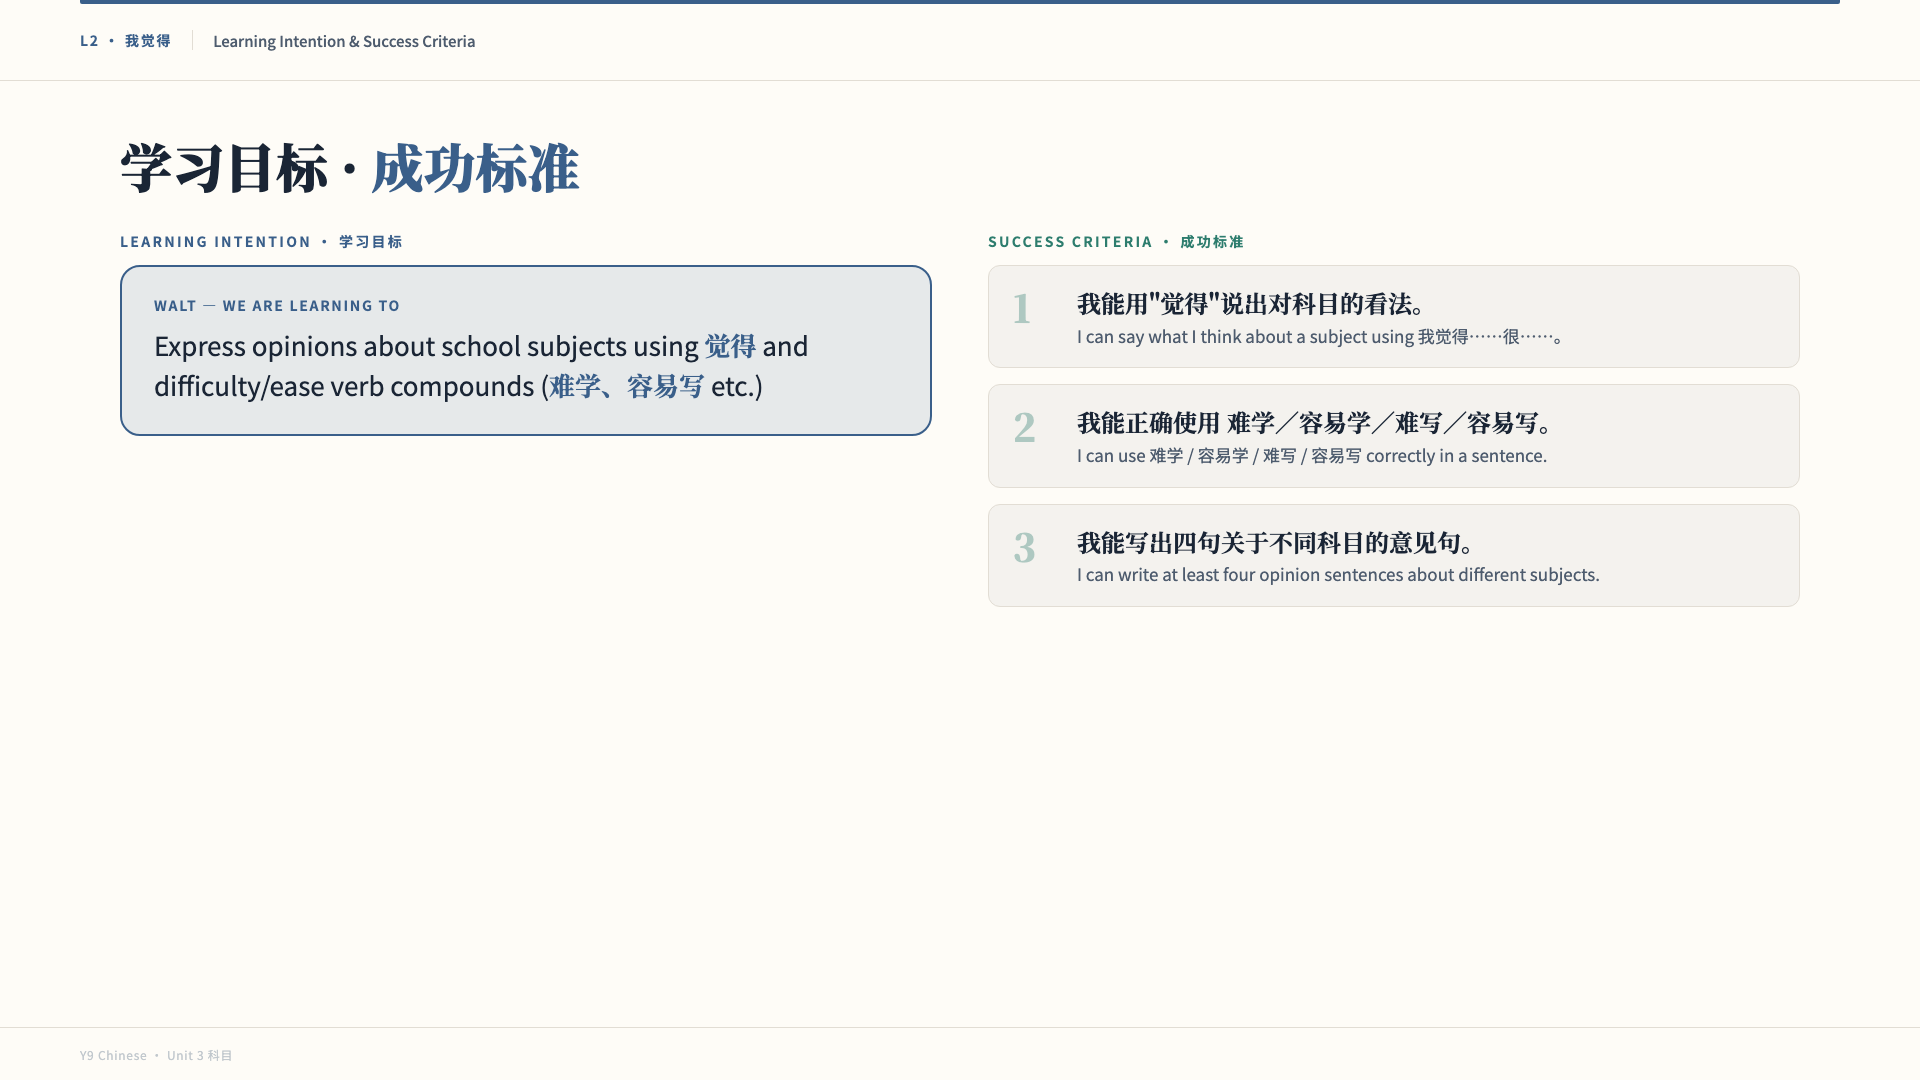 L2 • 我觉得
Learning Intention & Success Criteria
学习目标 · 成功标准
LEARNING INTENTION • 学习目标
WALT — WE ARE LEARNING TO
Express opinions about school subjects using 觉得 and
difficulty/ease verb compounds (难学、容易写 etc.)
SUCCESS CRITERIA • 成功标准
1
我能用"觉得"说出对科目的看法。
I can say what I think about a subject using 我觉得……很……。
2
我能正确使用 难学／容易学／难写／容易写。
I can use 难学 / 容易学 / 难写 / 容易写 correctly in a sentence.
3
我能写出四句关于不同科目的意见句。
I can write at least four opinion sentences about different subjects.
Y9 Chinese • Unit 3 科目